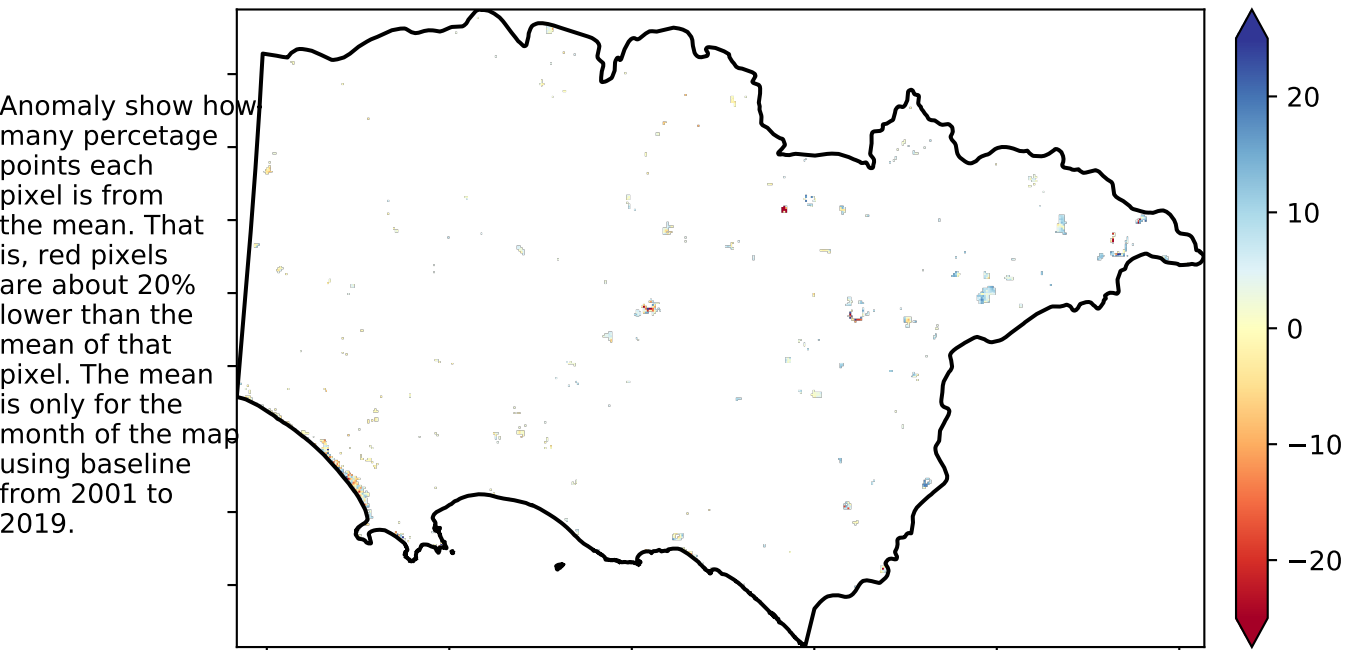 Anomaly show how
many percetage
points each
pixel is from
the mean. That
is, red pixels
are about 20%
lower than the
mean of that
pixel. The mean
is only for the
month of the map
using baseline
from 2001 to
2019.
20
10
0
−10
−20